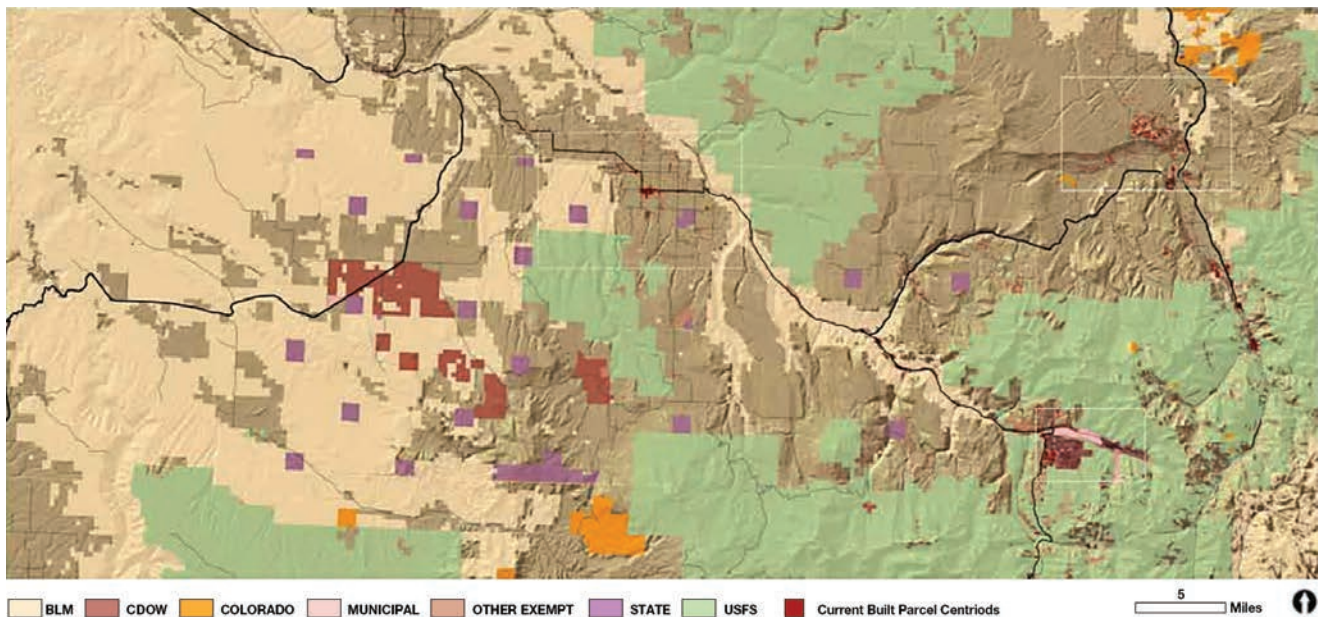 BLM CDOW COLORADO MUNICIPAL OTHER EXEMPT STATE USFS Current Built Parcel Centriods 5 Miles